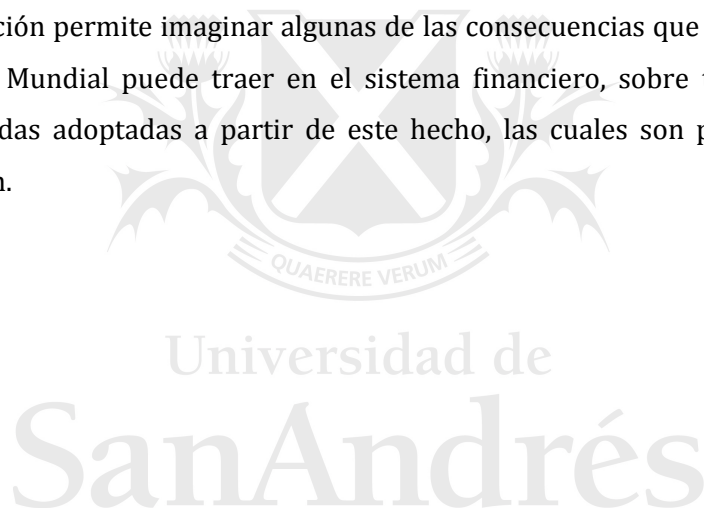 ción permite imaginar algunas de las consecuencias que
Mundial puede traer en el sistema financiero, sobre
das adoptadas a partir de este hecho, las cuales son
QUAERERE VERUM
Universidad de
SanAndrés